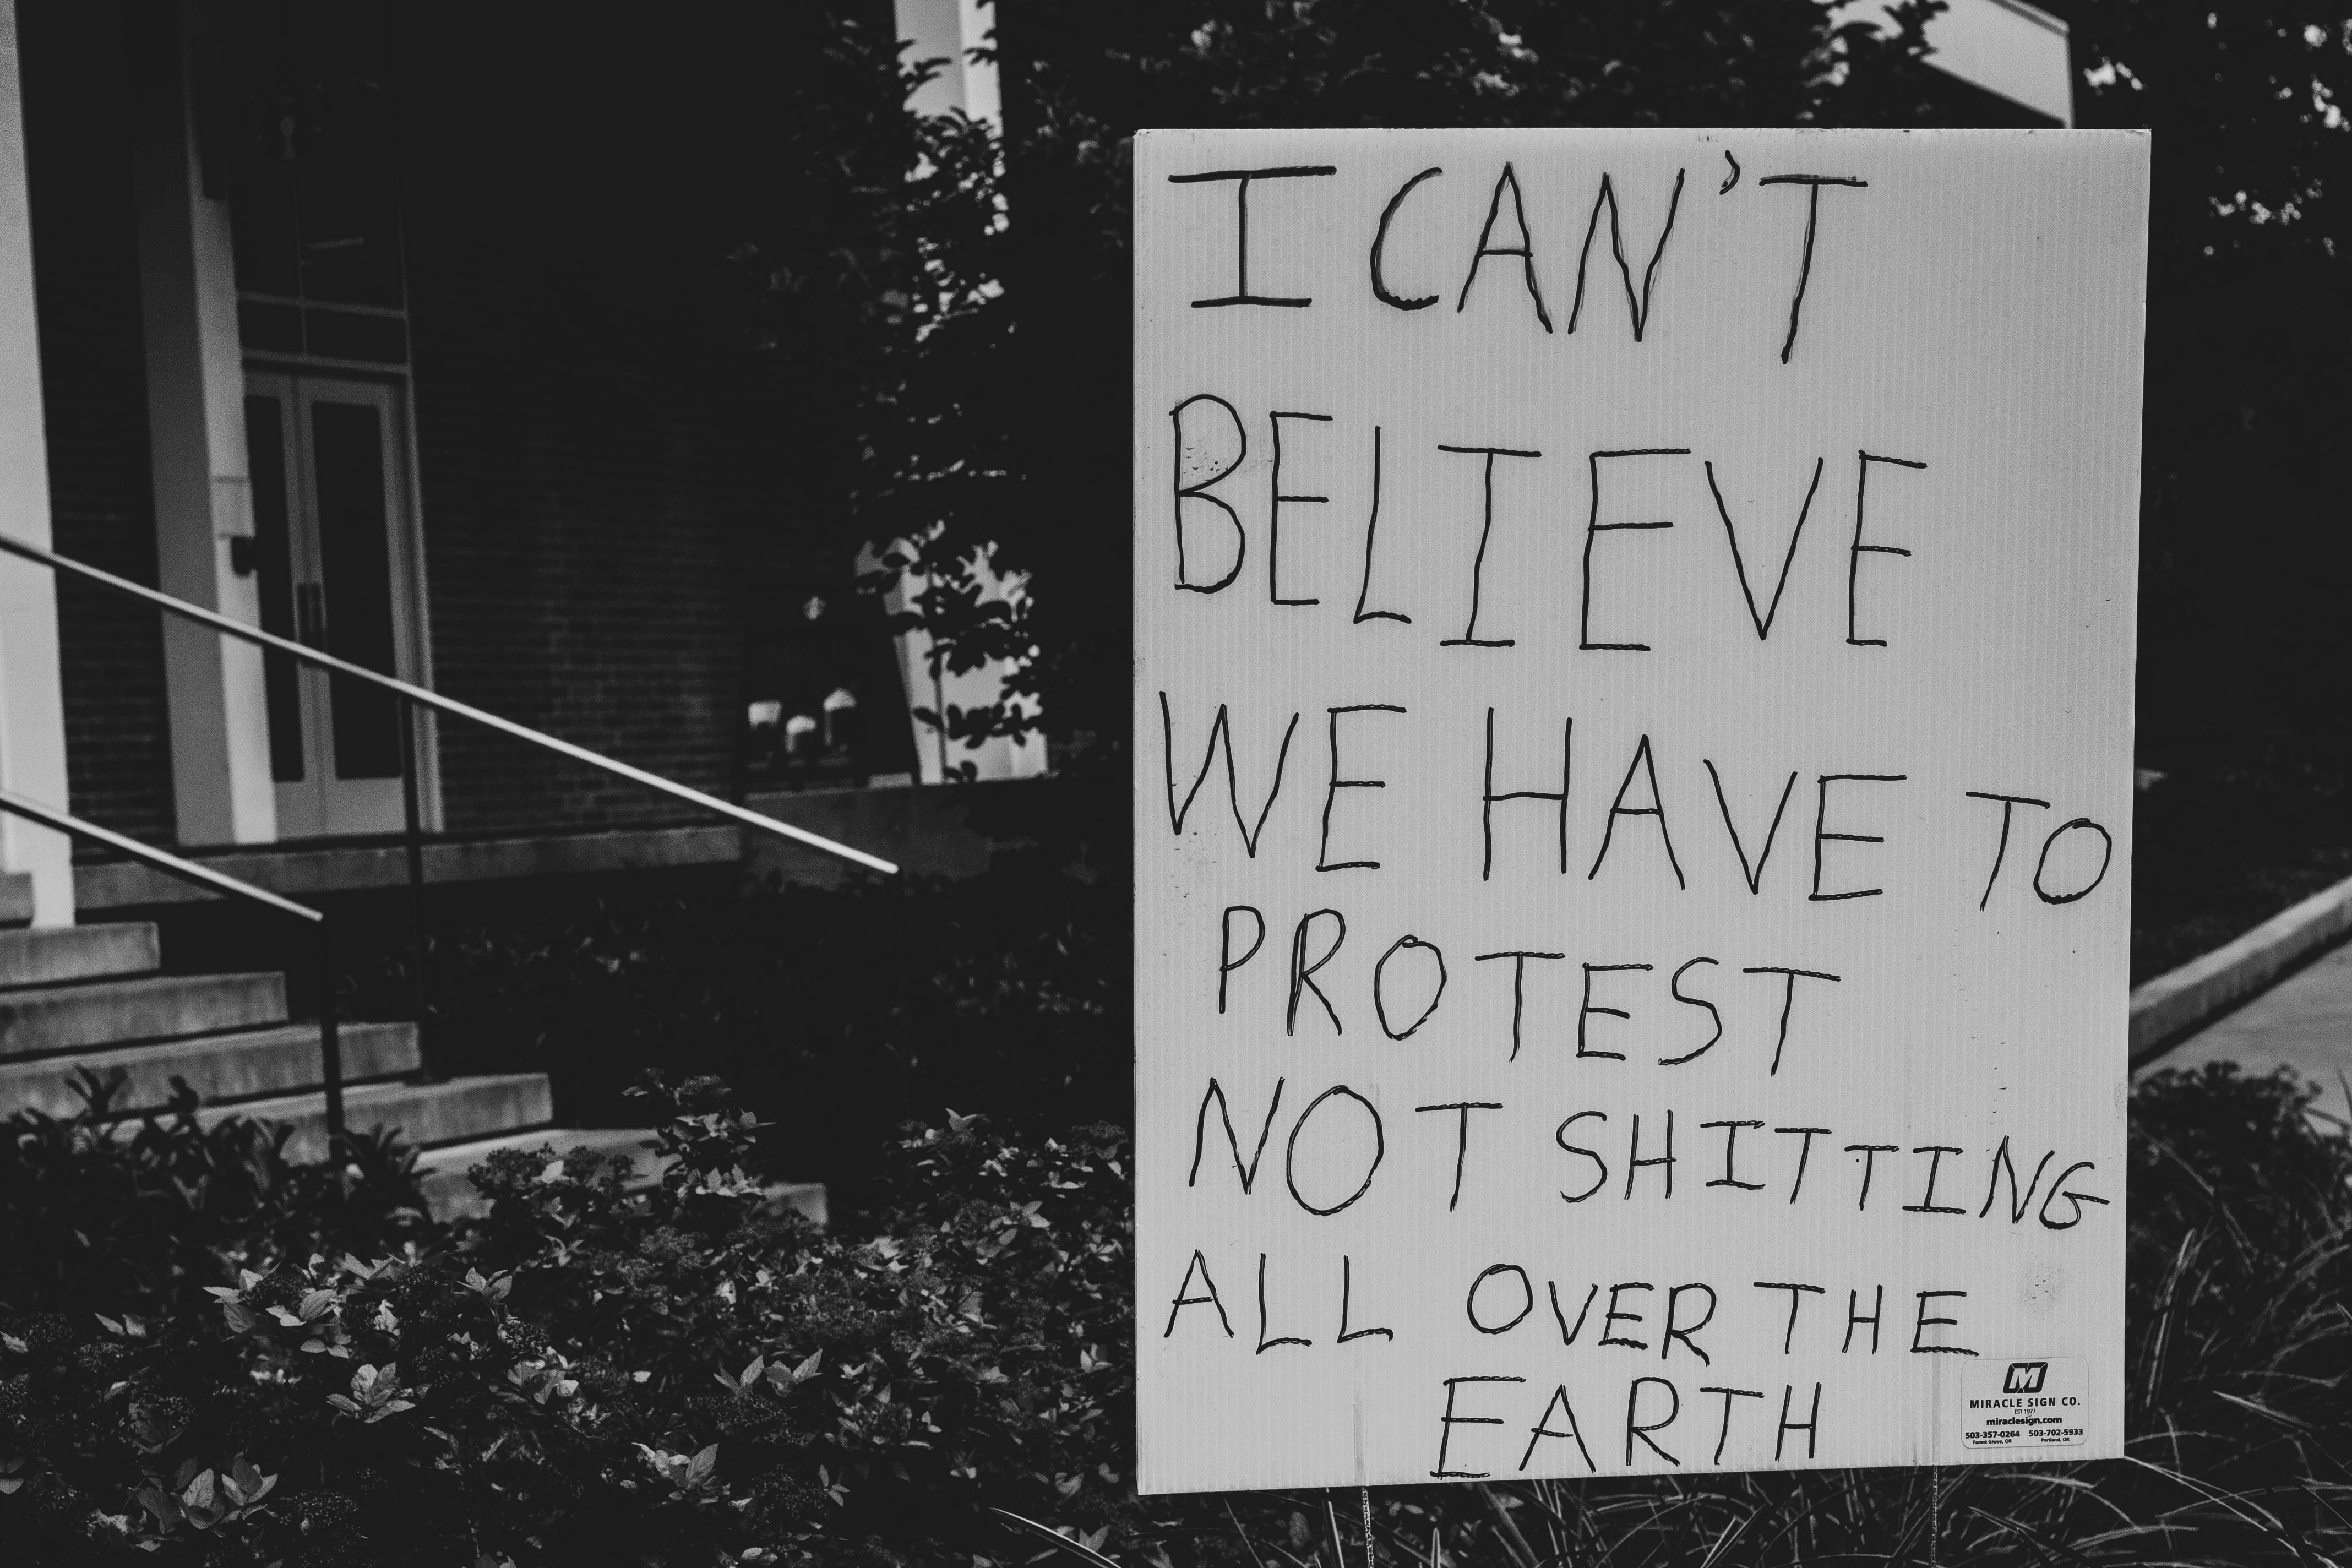 I CAN'T
BELIEVE
WE HAVE TO
PROTEST
NOT SHITTING
ALL OVER THE
EARTH
M
MIRACLE SIGN CO.
EST 1977
miraclesign.com
503-357-0264 503-702-5933
Forest Grove, OR Portland, OR